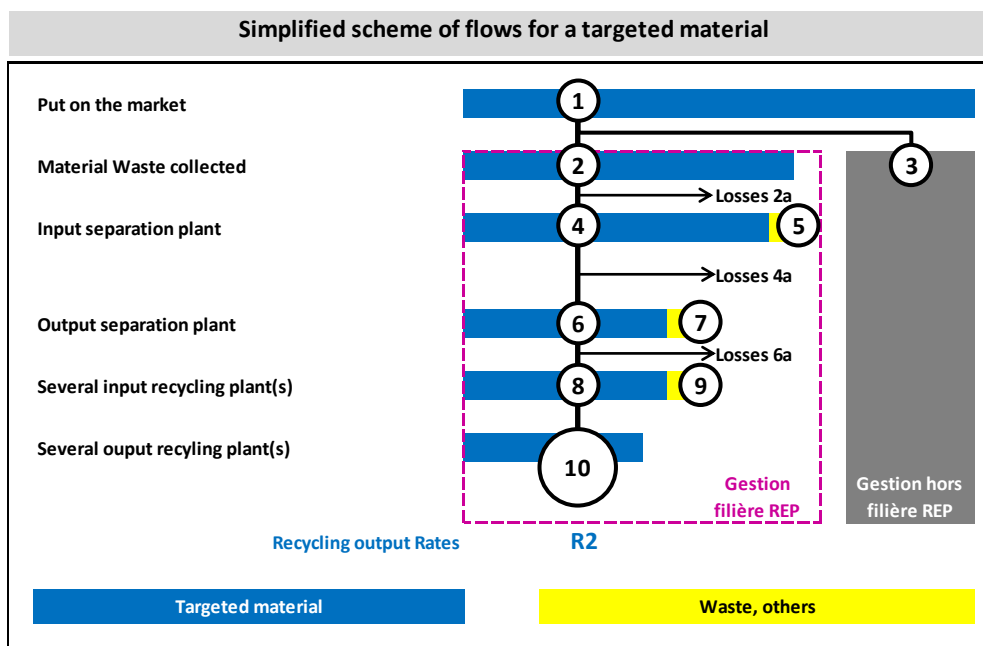 Simplified scheme of flows for a targeted material
Put on the market
1
Material Waste collected
2
3
Losses 2a
Input separation plant
4
5
Losses 4a
Output separation plant
6
7
Losses 6a
Several input recycling plant(s)
8
9
Several ouput recyling plant(s)
10
Gestion
filière REP
Gestion hors
filière REP
Recycling output Rates
R2
Targeted material
Waste, others